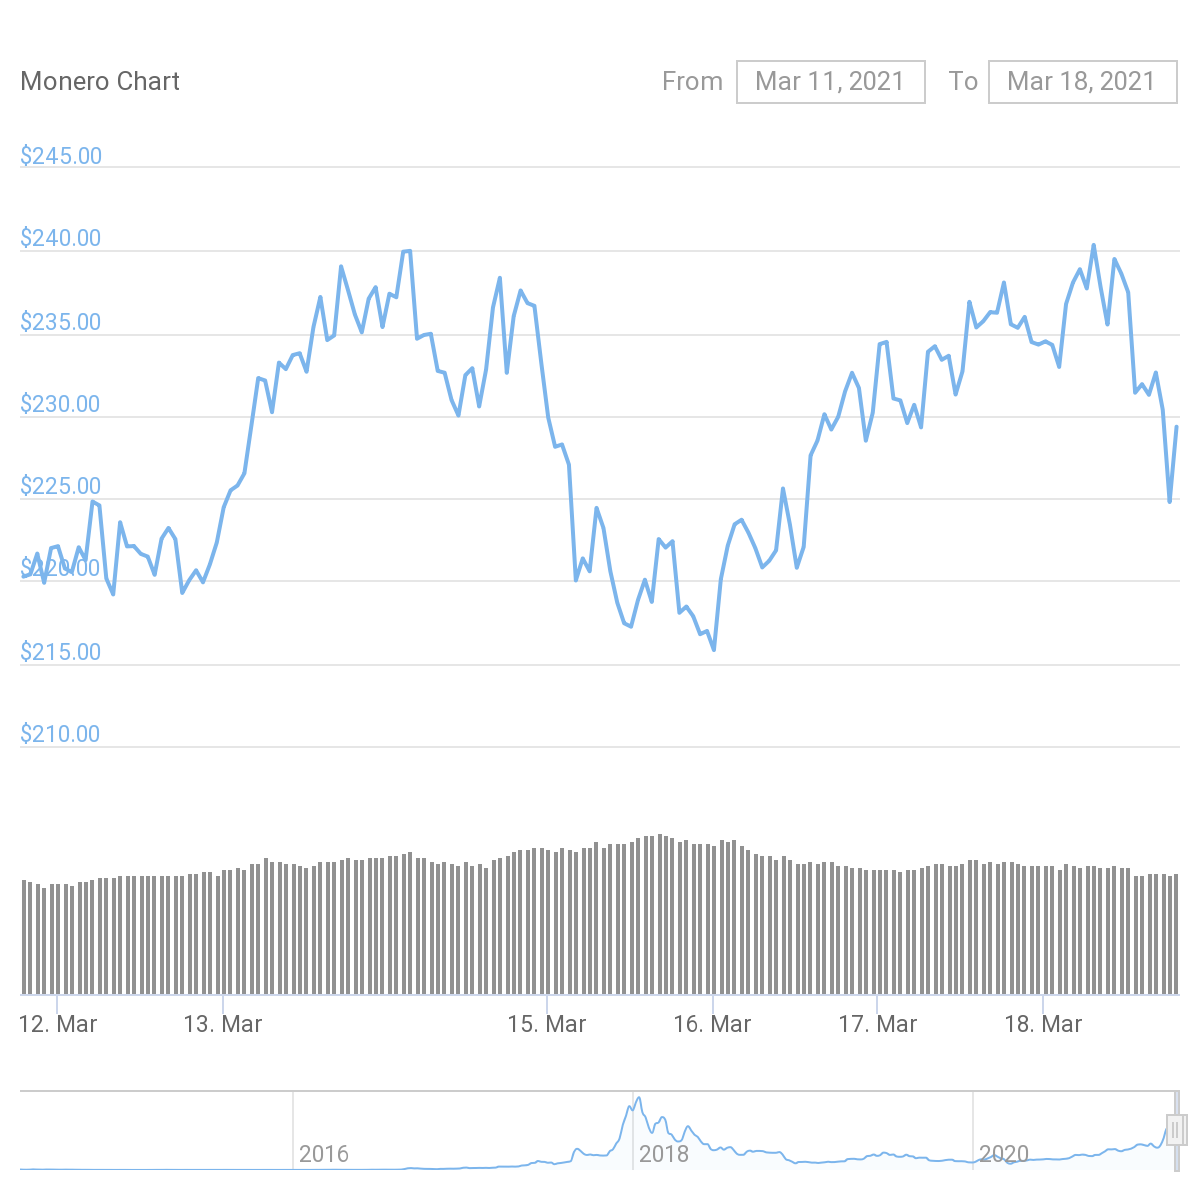 Monero Chart From Mar 11, 2021 To Mar 18, 2021
$245.00
$240.00
$235.00
$230.00
$225.00
$220.00
$215.00
$210.00
12. Mar 13. Mar 15. Mar 16. Mar 17. Mar 18. Mar
2016 2018 2020